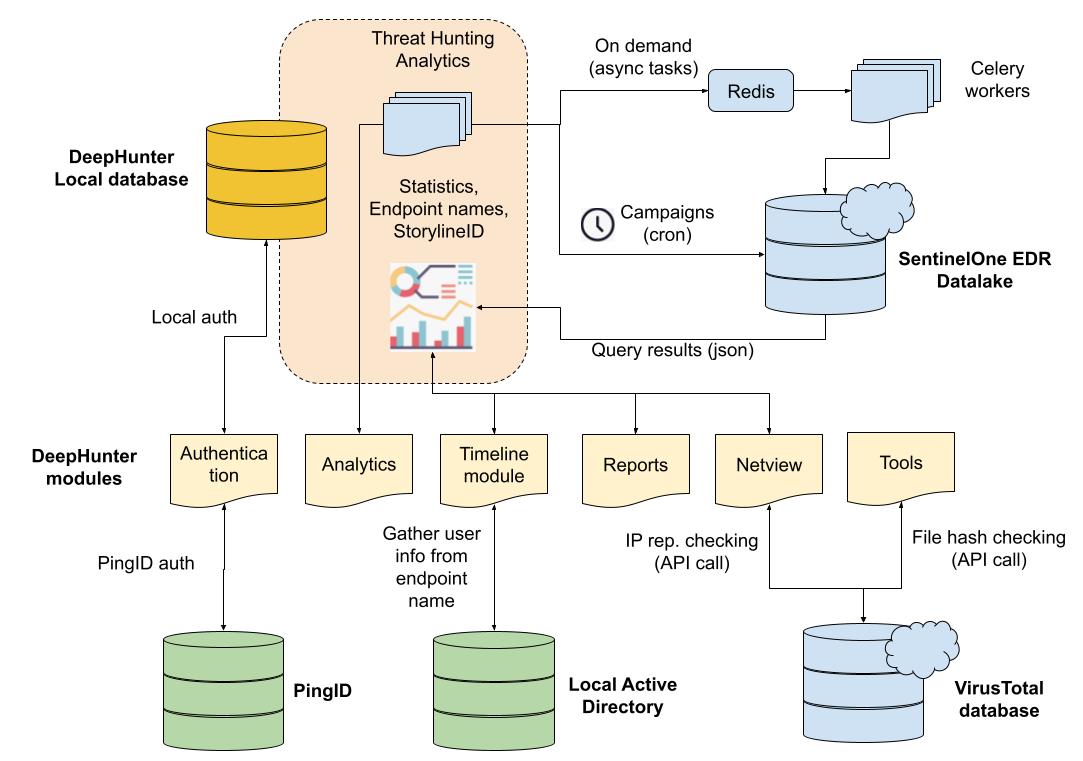 Threat Hunting
Analytics
On demand
(async tasks)
Redis
Celery
workers
DeepHunter
Local database
Statistics,
Endpoint names,
StorylineID
Campaigns
(cron)
SentinelOne EDR
Datalake
Local auth
Query results (json)
DeepHunter
modules
Authentica
tion
Analytics
Timeline
module
Reports
Netview
Tools
PingID auth
Gather user
info from
endpoint
name
IP rep. checking
(API call)
File hash checking
(API call)
PingID
Local Active
Directory
VirusTotal
database